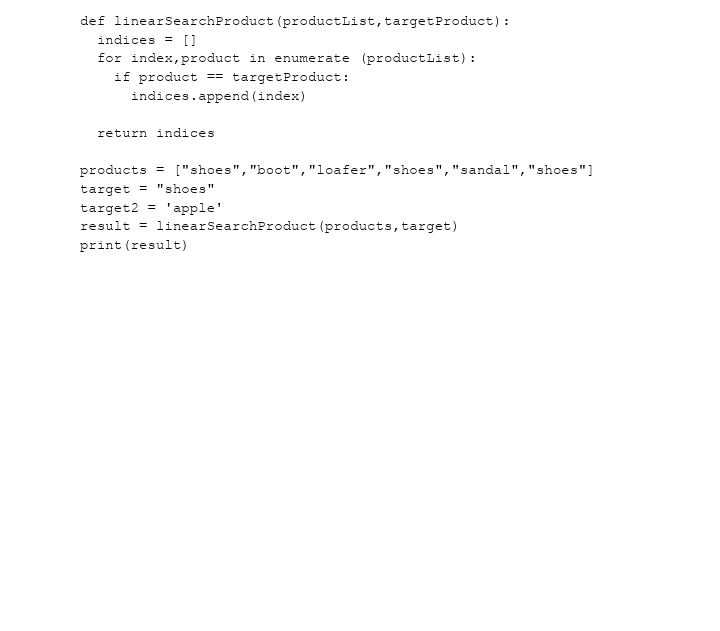 def linearSearchProduct(productList,targetProduct):
  indices = []
  for index,product in enumerate (productList):
    if product == targetProduct:
      indices.append(index)

  return indices

products = ["shoes","boot","loafer","shoes","sandal","shoes"]
target = "shoes"
target2 = 'apple'
result = linearSearchProduct(products,target)
print(result)